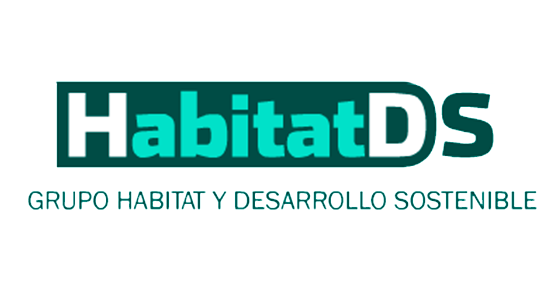 HabitatDS
GRUPO HABITAT Y DESARROLLO SOSTENIBLE